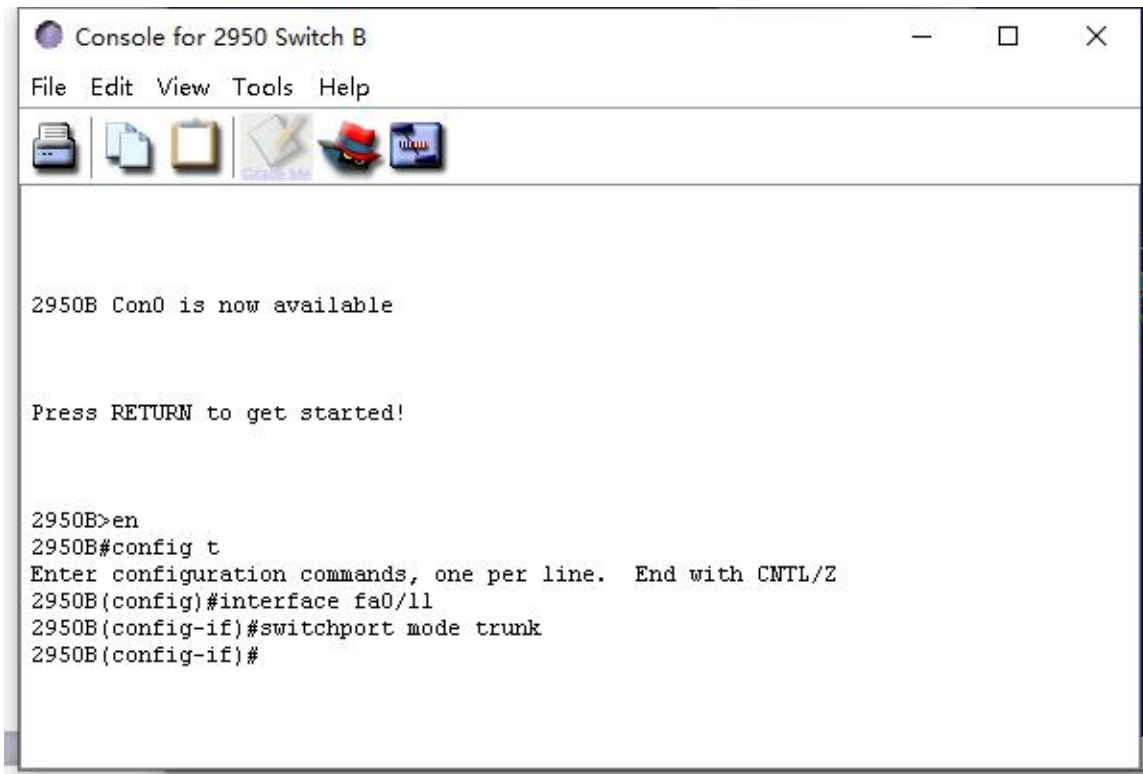 Console for 2950 Switch B
File Edit View Tools Help
Grade Me
2950B Con0 is now available
Press RETURN to get started!
2950B>en
2950B#config t
Enter configuration commands, one per line.  End with CNTL/Z
2950B(config)#interface fa0/11
2950B(config-if)#switchport mode trunk
2950B(config-if)#